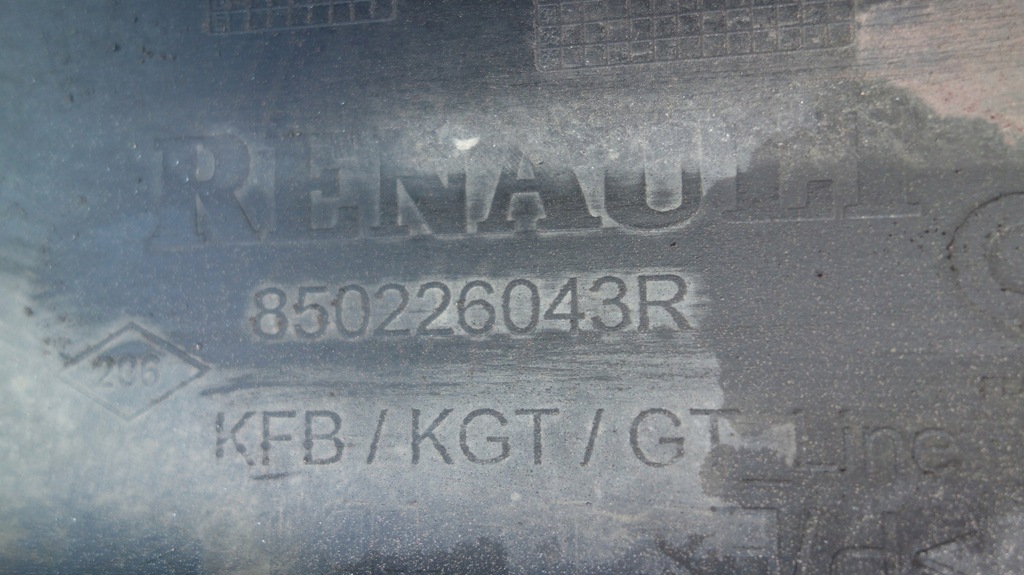 RENAULT
850226043R
206
KFB / KGT / GT-Line